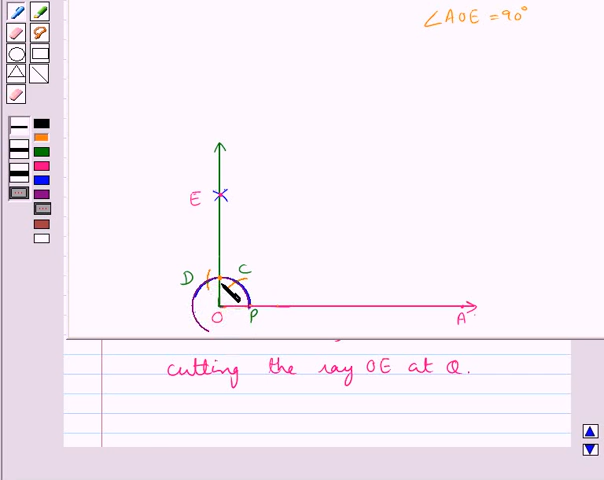 ∠AOE = 90°
E
D C
O P A
cutting the ray OE at Q.